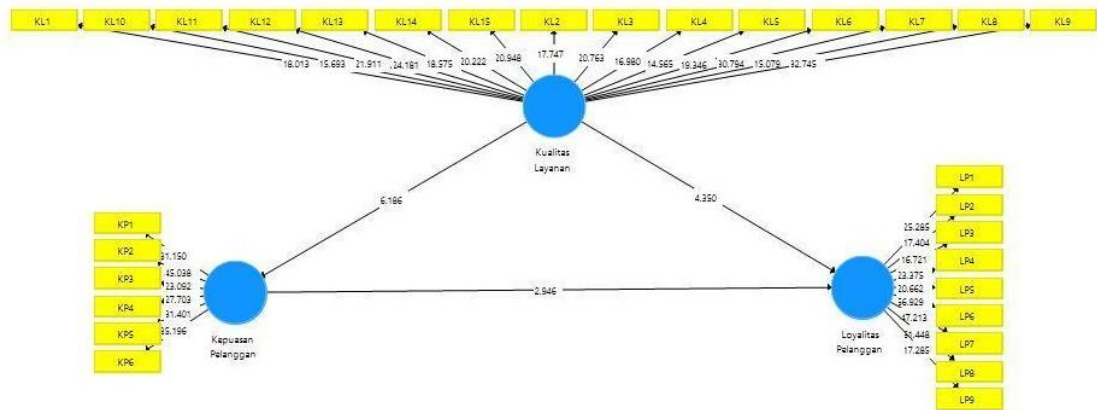 KL1 KL10 KL11 KL12 KL13 KL14 KL15 KL2 KL3 KL4 KL5 KL6 KL7 KL8 KL9
18.013 15.693 21.911 24.181 18.575 20.222 20.948 17.747 20.763 16.980 14.565 19.346 30.794 15.079 32.745
Kualitas
Layanan
6.186
4.350
KP1
KP2
KP3
KP4
KP5
KP6
31.150
45.038
23.092
27.703
31.401
35.196
Kepuasan
Pelanggan
2.946
Loyalitas
Pelanggan
25.285
17.404
16.721
23.375
20.662
47.213
17.285
LP1
LP2
LP3
LP4
LP5
LP6
LP7
LP8
LP9